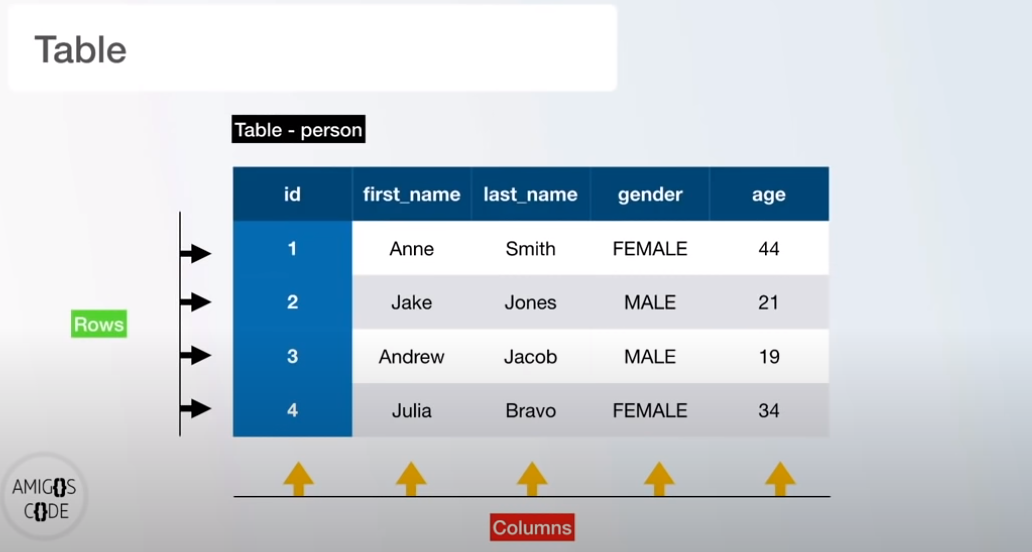 Table
Table - person
id first_name last_name gender age
1 Anne Smith FEMALE 44
2 Jake Jones MALE 21
Rows
3 Andrew Jacob MALE 19
4 Julia Bravo FEMALE 34
AMIG{}S
C{}DE
Columns